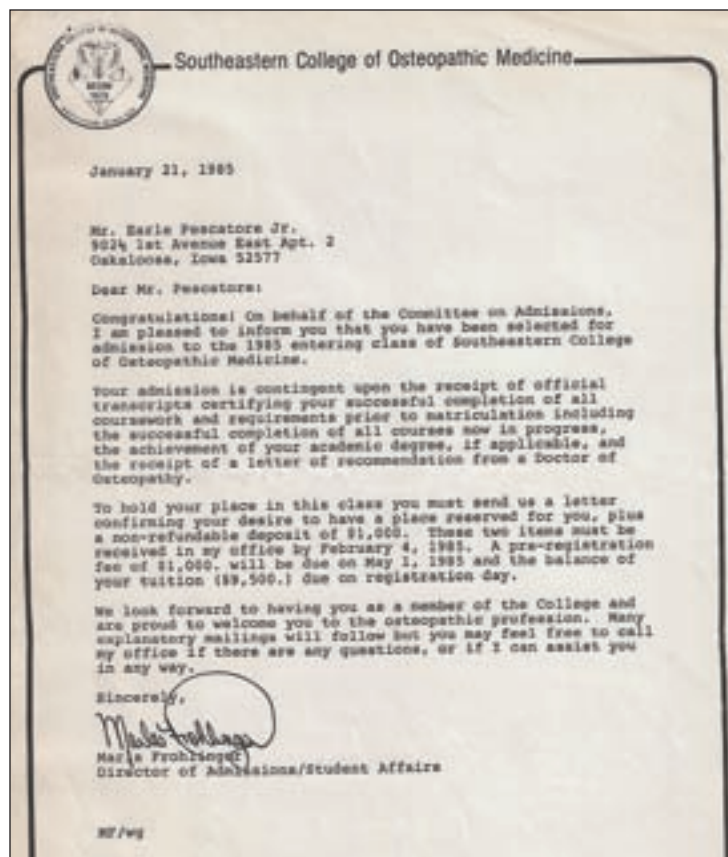 Southeastern College of Osteopathic Medicine
January 21, 1985
Mr. Earle Pescatore Jr.
902½ 1st Avenue East Apt. 2
Oskaloosa, Iowa 52577
Dear Mr. Pescatore:
Congratulations! On behalf of the Committee on Admissions,
I am pleased to inform you that you have been selected for
admission to the 1985 entering class of Southeastern College
of Osteopathic Medicine.
Your admission is contingent upon the receipt of official
transcripts certifying your successful completion of all
coursework and requirements prior to matriculation including
the successful completion of all courses now in progress,
the achievement of your academic degree, if applicable, and
the receipt of a letter of recommendation from a Doctor of
Osteopathy.
To hold your place in this class you must send us a letter
confirming your desire to have a place reserved for you, plus
a non-refundable deposit of $1,000. These two items must be
received in my office by February 4, 1985. A pre-registration
fee of $1,000. will be due on May 1, 1985 and the balance of
your tuition ($9,500.) due on registration day.
We look forward to having you as a member of the College and
are proud to welcome you to the osteopathic profession. Many
explanatory mailings will follow but you may feel free to call
my office if there are any questions, or if I can assist you
in any way.
Sincerely,
Marla Frohlinger
Marla Frohlinger
Director of Admissions/Student Affairs
MF/wg